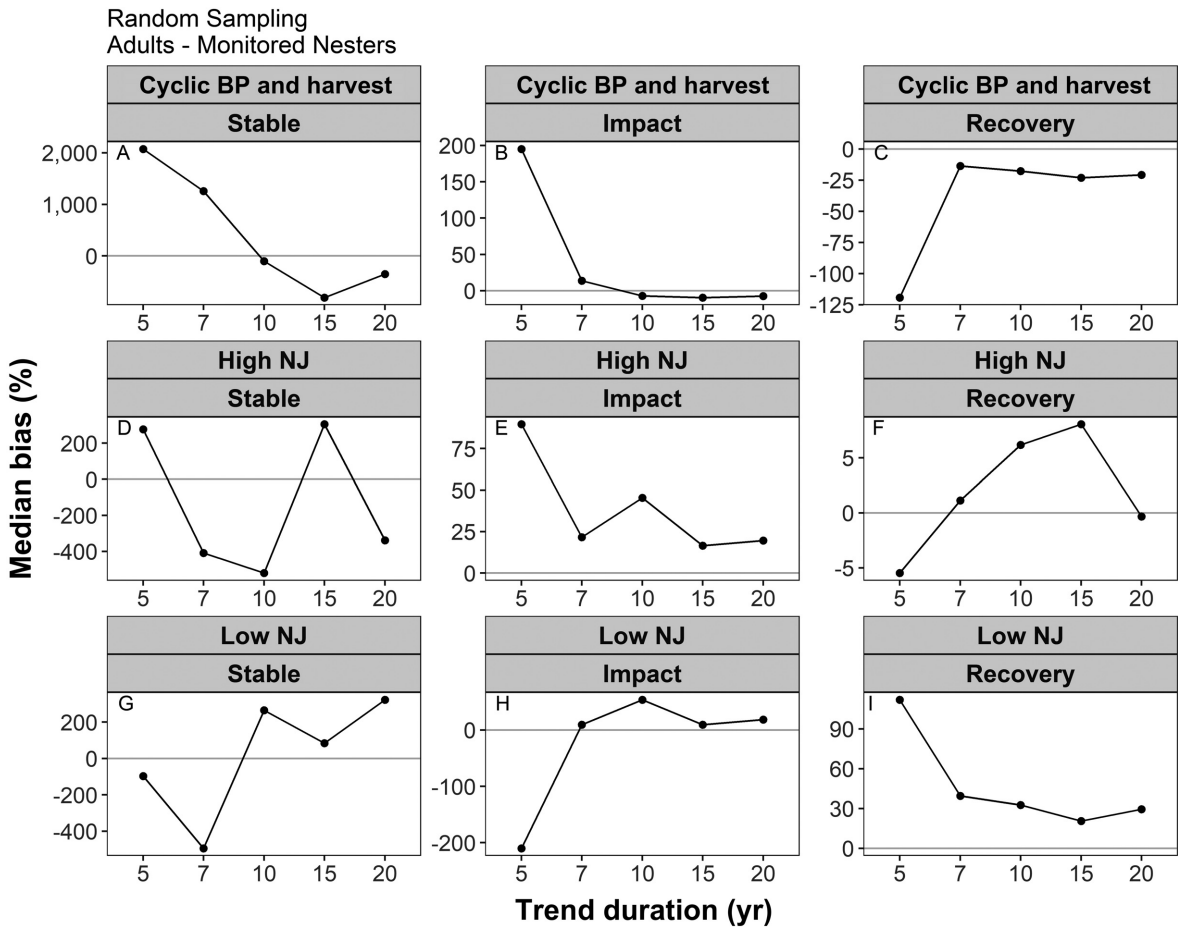 Random Sampling
Adults - Monitored Nesters
Cyclic BP and harvest Cyclic BP and harvest Cyclic BP and harvest
Stable Impact Recovery
A B C
2,000
1,000
0
200
150
100
50
0
0
-25
-50
-75
-100
-125
5 7 10 15 20 5 7 10 15 20 5 7 10 15 20
High NJ High NJ High NJ
Stable Impact Recovery
D E F
200
0
-200
-400
75
50
25
0
5
0
-5
5 7 10 15 20 5 7 10 15 20 5 7 10 15 20
Low NJ Low NJ Low NJ
Stable Impact Recovery
G H I
200
0
-200
-400
0
-100
-200
90
60
30
0
5 7 10 15 20 5 7 10 15 20 5 7 10 15 20
Median bias (%)
Trend duration (yr)